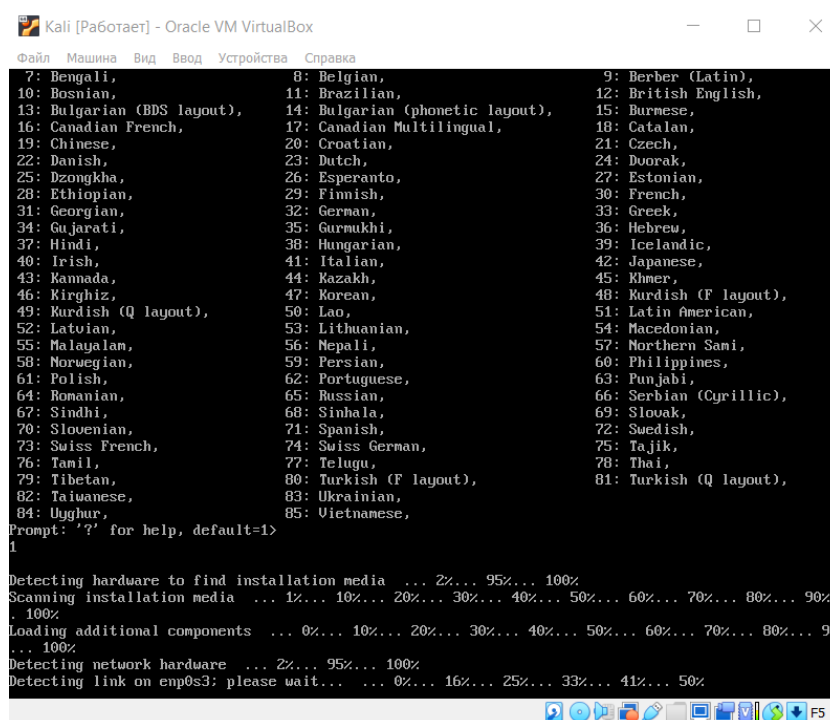 Kali [Работает] - Oracle VM VirtualBox
Файл Машина Вид Ввод Устройства Справка
7: Bengali, 8: Belgian, 9: Berber (Latin),
10: Bosnian, 11: Brazilian, 12: British English,
13: Bulgarian (BDS layout), 14: Bulgarian (phonetic layout), 15: Burmese,
16: Canadian French, 17: Canadian Multilingual, 18: Catalan,
19: Chinese, 20: Croatian, 21: Czech,
22: Danish, 23: Dutch, 24: Dvorak,
25: Dzongkha, 26: Esperanto, 27: Estonian,
28: Ethiopian, 29: Finnish, 30: French,
31: Georgian, 32: German, 33: Greek,
34: Gujarati, 35: Gurmukhi, 36: Hebrew,
37: Hindi, 38: Hungarian, 39: Icelandic,
40: Irish, 41: Italian, 42: Japanese,
43: Kannada, 44: Kazakh, 45: Khmer,
46: Kirghiz, 47: Korean, 48: Kurdish (F layout),
49: Kurdish (Q layout), 50: Lao, 51: Latin American,
52: Latvian, 53: Lithuanian, 54: Macedonian,
55: Malayalam, 56: Nepali, 57: Northern Sami,
58: Norwegian, 59: Persian, 60: Philippines,
61: Polish, 62: Portuguese, 63: Punjabi,
64: Romanian, 65: Russian, 66: Serbian (Cyrillic),
67: Sindhi, 68: Sinhala, 69: Slovak,
70: Slovenian, 71: Spanish, 72: Swedish,
73: Swiss French, 74: Swiss German, 75: Tajik,
76: Tamil, 77: Telugu, 78: Thai,
79: Tibetan, 80: Turkish (F layout), 81: Turkish (Q layout),
82: Taiwanese, 83: Ukrainian,
84: Uyghur, 85: Vietnamese,
Prompt: '?' for help, default=1>
1
Detecting hardware to find installation media ... 2%... 95%... 100%
Scanning installation media ... 1%... 10%... 20%... 30%... 40%... 50%... 60%... 70%... 80%... 90%
. 100%
Loading additional components ... 0%... 10%... 20%... 30%... 40%... 50%... 60%... 70%... 80%... 9
... 100%
Detecting network hardware ... 2%... 95%... 100%
Detecting link on enp0s3; please wait... ... 0%... 16%... 25%... 33%... 41%... 50%
F5